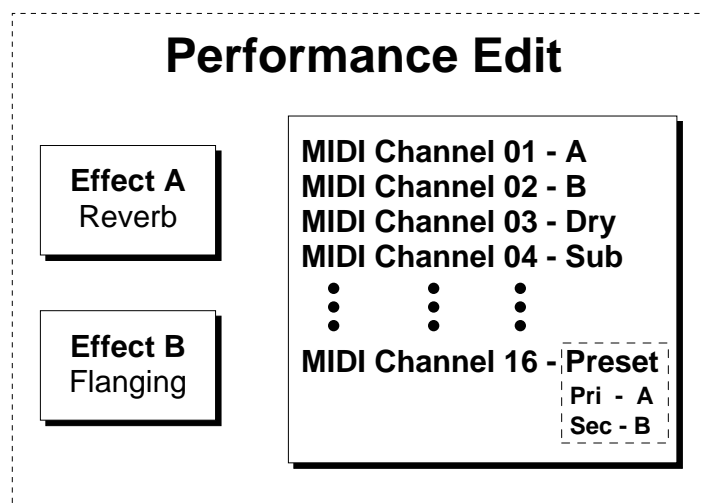 Performance Edit
Effect A
Reverb
Effect B
Flanging
MIDI Channel 01 - A
MIDI Channel 02 - B
MIDI Channel 03 - Dry
MIDI Channel 04 - Sub
MIDI Channel 16 - Preset
Pri - A
Sec - B